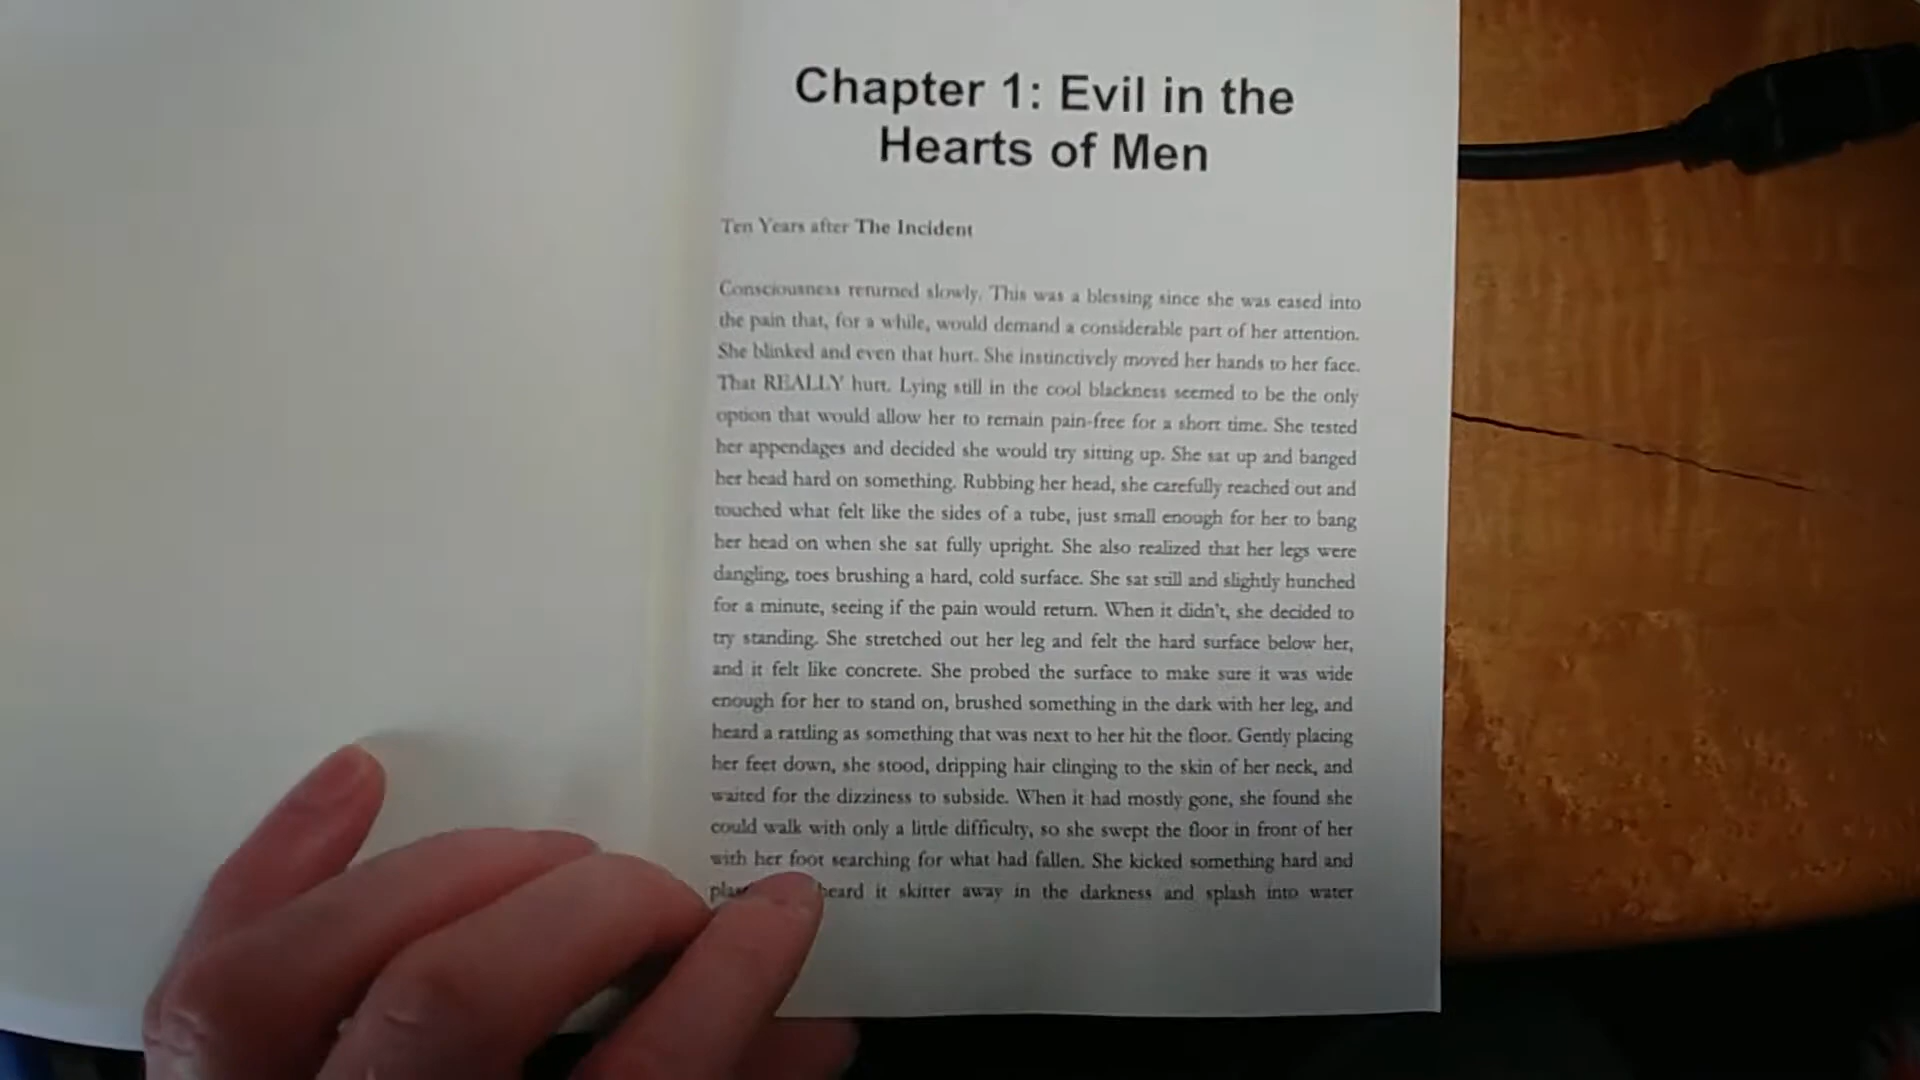 Chapter 1: Evil in the
Hearts of Men
Ten Years after The Incident
Consciousness returned slowly. This was a blessing since she was eased into
the pain that, for a while, would demand a considerable part of her attention.
She blinked and even that hurt. She instinctively moved her hands to her face.
That REALLY hurt. Lying still in the cool blackness seemed to be the only
option that would allow her to remain pain-free for a short time. She tested
her appendages and decided she would try sitting up. She sat up and banged
her head hard on something. Rubbing her head, she carefully reached out and
touched what felt like the sides of a tube, just small enough for her to bang
her head on when she sat fully upright. She also realized that her legs were
dangling, toes brushing a hard, cold surface. She sat still and slightly hunched
for a minute, seeing if the pain would return. When it didn't, she decided to
try standing. She stretched out her leg and felt the hard surface below her,
and it felt like concrete. She probed the surface to make sure it was wide
enough for her to stand on, brushed something in the dark with her leg, and
heard a rattling as something that was next to her hit the floor. Gently placing
her feet down, she stood, dripping hair clinging to the skin of her neck, and
waited for the dizziness to subside. When it had mostly gone, she found she
could walk with only a little difficulty, so she swept the floor in front of her
with her foot searching for what had fallen. She kicked something hard and
heard it skitter away in the darkness and splash into water